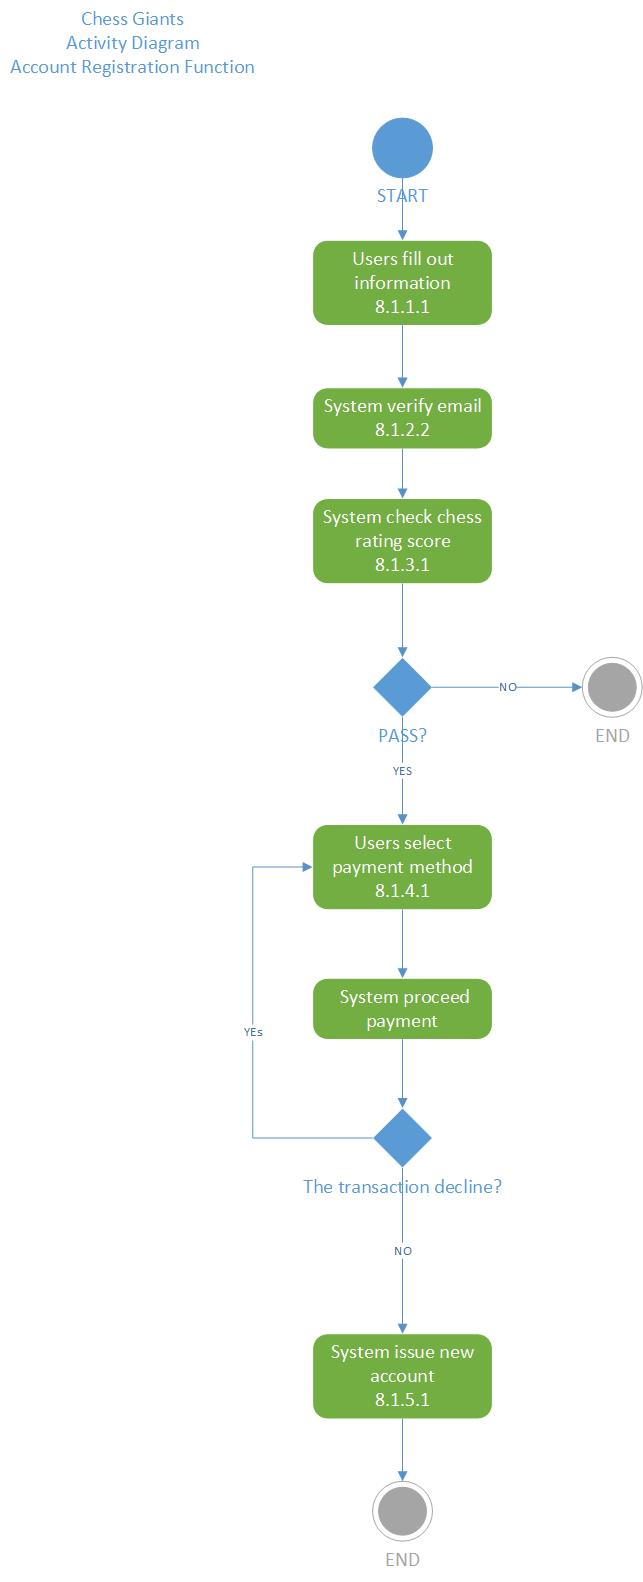 Chess Giants
Activity Diagram
Account Registration Function
START
Users fill out
information
8.1.1.1
System verify email
8.1.2.2
System check chess
rating score
8.1.3.1
NO
PASS?
END
YES
Users select
payment method
8.1.4.1
System proceed
payment
YEs
The transaction decline?
NO
System issue new
account
8.1.5.1
END